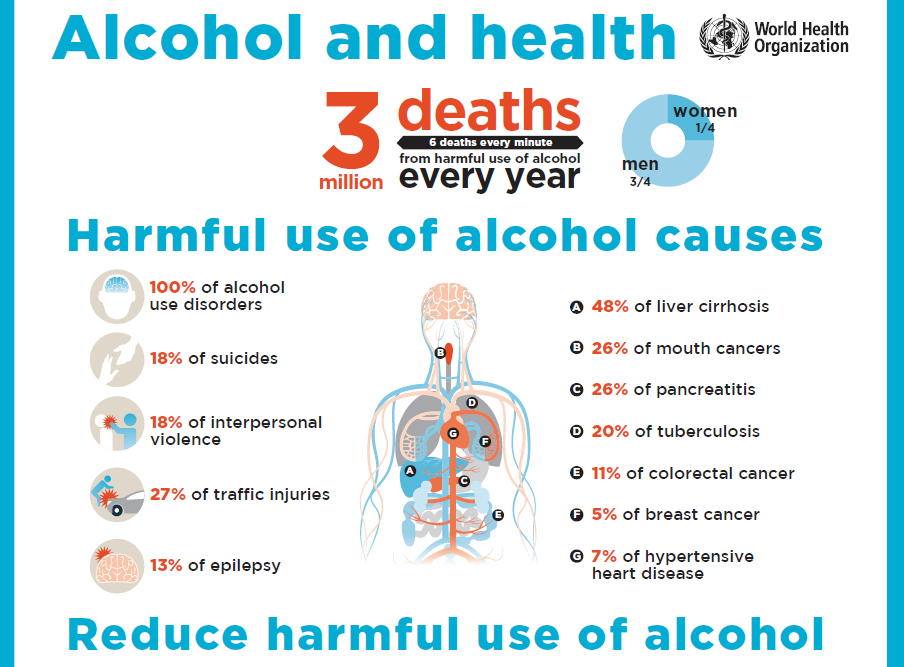 Alcohol and health
World Health
Organization
3
million
deaths
6 deaths every minute
from harmful use of alcohol
every year
women
1/4
men
3/4
Harmful use of alcohol causes
100% of alcohol
use disorders
18% of suicides
18% of interpersonal
violence
27% of traffic injuries
13% of epilepsy
B
D
G
F
A
C
E
A 48% of liver cirrhosis
B 26% of mouth cancers
C 26% of pancreatitis
D 20% of tuberculosis
E 11% of colorectal cancer
F 5% of breast cancer
G 7% of hypertensive
heart disease
Reduce harmful use of alcohol